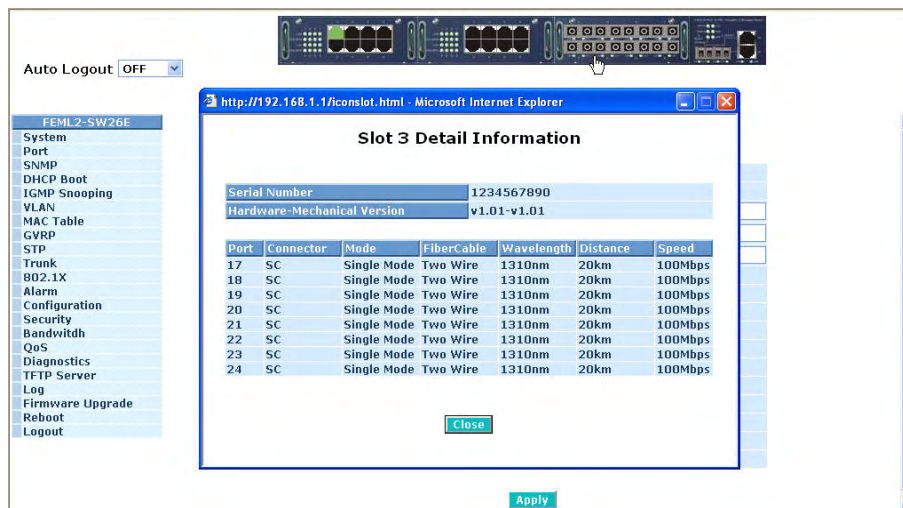 Auto Logout OFF
http://192.168.1.1/iconslot.html - Microsoft Internet Explorer
FEML2-SW26E
System
Port
SNMP
DHCP Boot
IGMP Snooping
VLAN
MAC Table
GVRP
STP
Trunk
802.1X
Alarm
Configuration
Security
Bandwitdh
QoS
Diagnostics
TFTP Server
Log
Firmware Upgrade
Reboot
Logout
Slot 3 Detail Information
Serial Number 1234567890
Hardware-Mechanical Version v1.01-v1.01
Port Connector Mode FiberCable Wavelength Distance Speed
17 SC Single Mode Two Wire 1310nm 20km 100Mbps
18 SC Single Mode Two Wire 1310nm 20km 100Mbps
19 SC Single Mode Two Wire 1310nm 20km 100Mbps
20 SC Single Mode Two Wire 1310nm 20km 100Mbps
21 SC Single Mode Two Wire 1310nm 20km 100Mbps
22 SC Single Mode Two Wire 1310nm 20km 100Mbps
23 SC Single Mode Two Wire 1310nm 20km 100Mbps
24 SC Single Mode Two Wire 1310nm 20km 100Mbps
Close
Apply